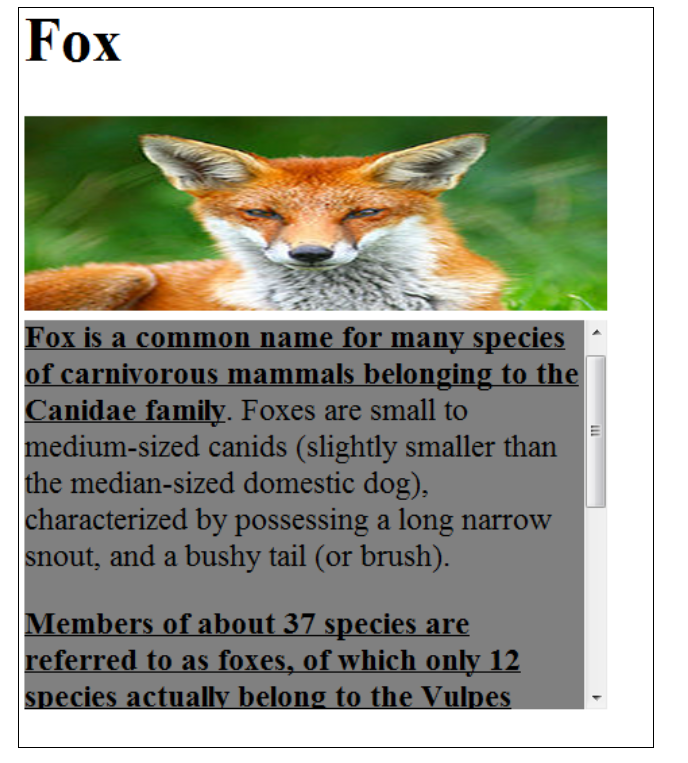 Fox
Fox is a common name for many species
of carnivorous mammals belonging to the
Canidae family. Foxes are small to
medium-sized canids (slightly smaller than
the median-sized domestic dog),
characterized by possessing a long narrow
snout, and a bushy tail (or brush).
Members of about 37 species are
referred to as foxes, of which only 12
species actually belong to the Vulpes